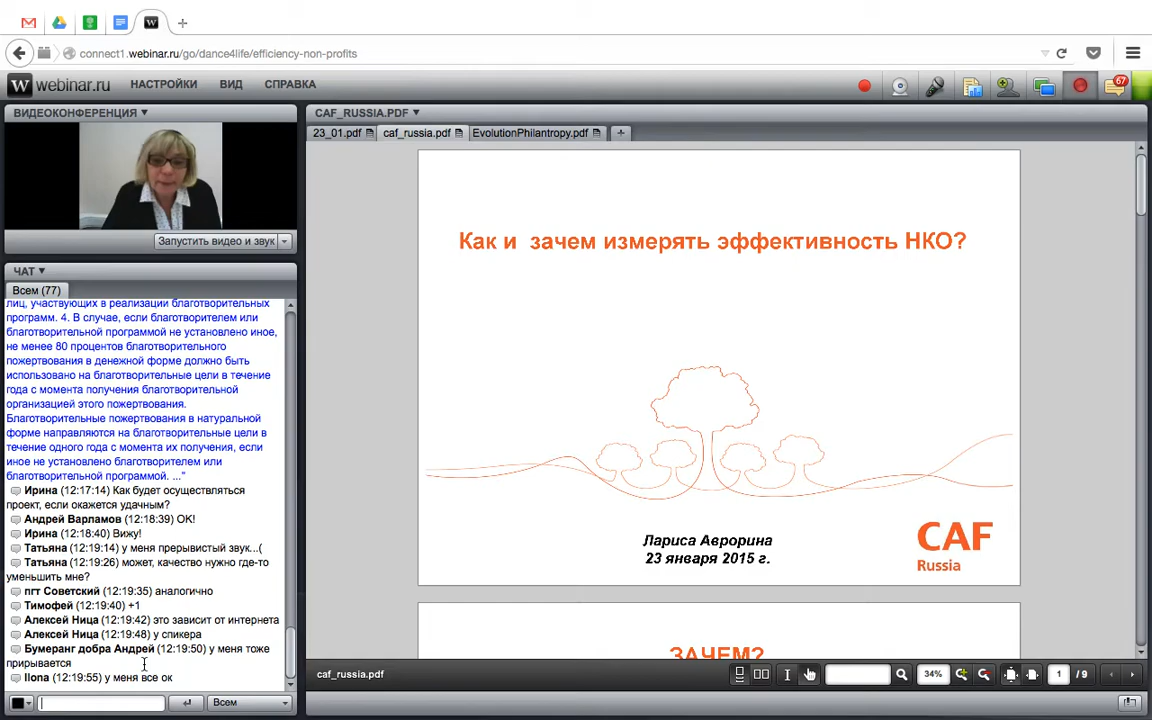 connect1.webinar.ru/go/dance4life/efficiency-non-profits
W webinar.ru НАСТРОЙКИ ВИД СПРАВКА
67
ВИДЕОКОНФЕРЕНЦИЯ
Запустить видео и звук
ЧАТ
Всем (77)
лиц, участвующих в реализации благотворительных
программ. 4. В случае, если благотворителем или
благотворительной программой не установлено иное,
не менее 80 процентов благотворительного
пожертвования в денежной форме должно быть
использовано на благотворительные цели в течение
года с момента получения благотворительной
организацией этого пожертвования.
Благотворительные пожертвования в натуральной
форме направляются на благотворительные цели в
течение одного года с момента их получения, если
иное не установлено благотворителем или
благотворительной программой. ..."
Ирина (12:17:14) Как будет осуществляться
проект, если окажется удачным?
Андрей Варламов (12:18:39) ОК!
Ирина (12:18:40) Вижу!
Татьяна (12:19:14) у меня прерывистый звук...(
Татьяна (12:19:26) может, качество нужно где-то
уменьшить мне?
пгт Советский (12:19:35) аналогично
Тимофей (12:19:40) +1
Алексей Ница (12:19:42) это зависит от интернета
Алексей Ница (12:19:48) у спикера
Бумеранг добра Андрей (12:19:50) у меня тоже
прирывается
Ilona (12:19:55) у меня все ок
Всем
CAF_RUSSIA.PDF
23_01.pdf caf_russia.pdf EvolutionPhilantropy.pdf
Как и зачем измерять эффективность НКО?
Лариса Аврорина
23 января 2015 г.
CAF
Russia
ЗАЧЕМ?
caf_russia.pdf 34% 1 / 9